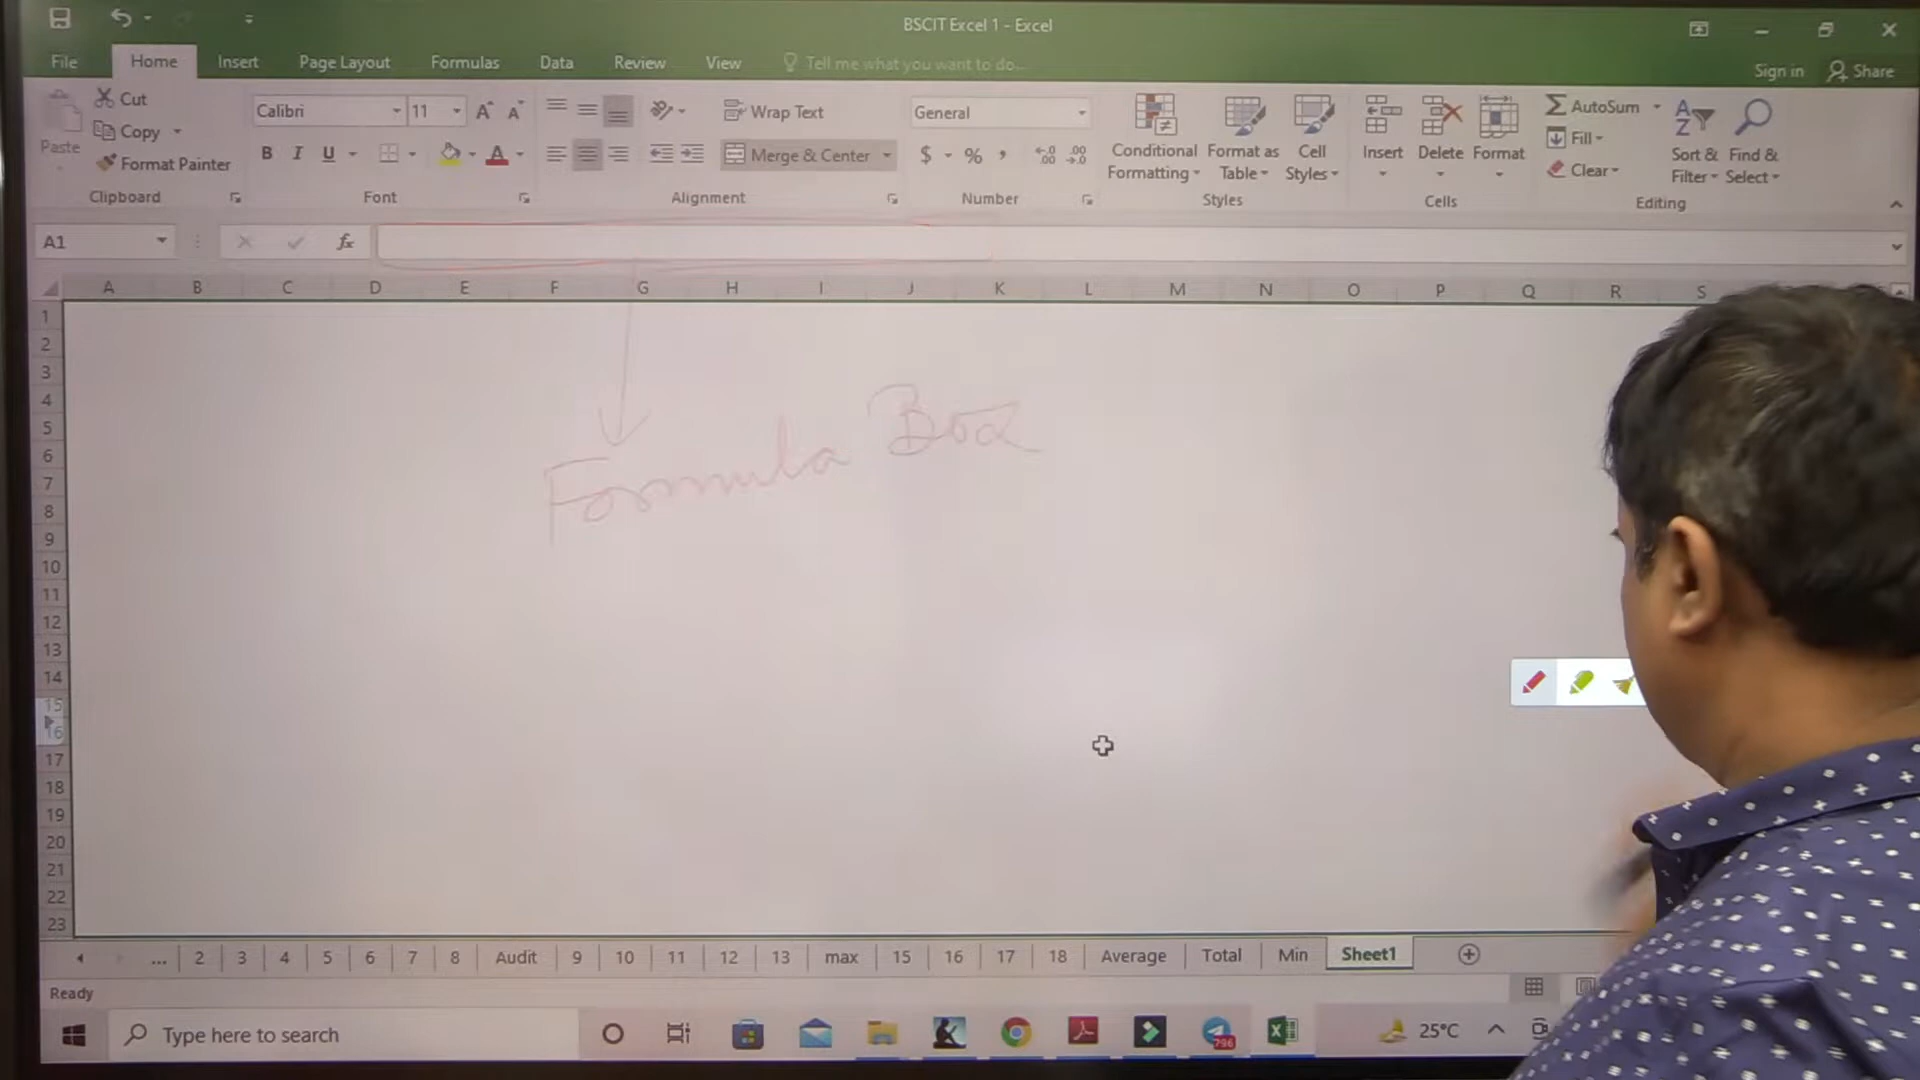 BSCIT Excel 1 - Excel
File Home Insert Page Layout Formulas Data Review View Tell me what you want to do... Sign in Share
Cut
Copy
Format Painter
Paste
Clipboard
Calibri 11
B I U
Font
Wrap Text
Merge & Center
Alignment
General
$ % ,
Number
Conditional Formatting
Format as Table
Cell Styles
Styles
Insert Delete Format
Cells
AutoSum
Fill
Clear
Sort & Filter
Find & Select
Editing
A1 fx
A B C D E F G H I J K L M N O P Q R S
1
2
3
4
5
6
7
8
9
10
11
12
13
14
15
16
17
18
19
20
21
22
23
Formula Box
... 2 3 4 5 6 7 8 Audit 9 10 11 12 13 max 15 16 17 18 Average Total Min Sheet1
Ready
Type here to search 796 25°C